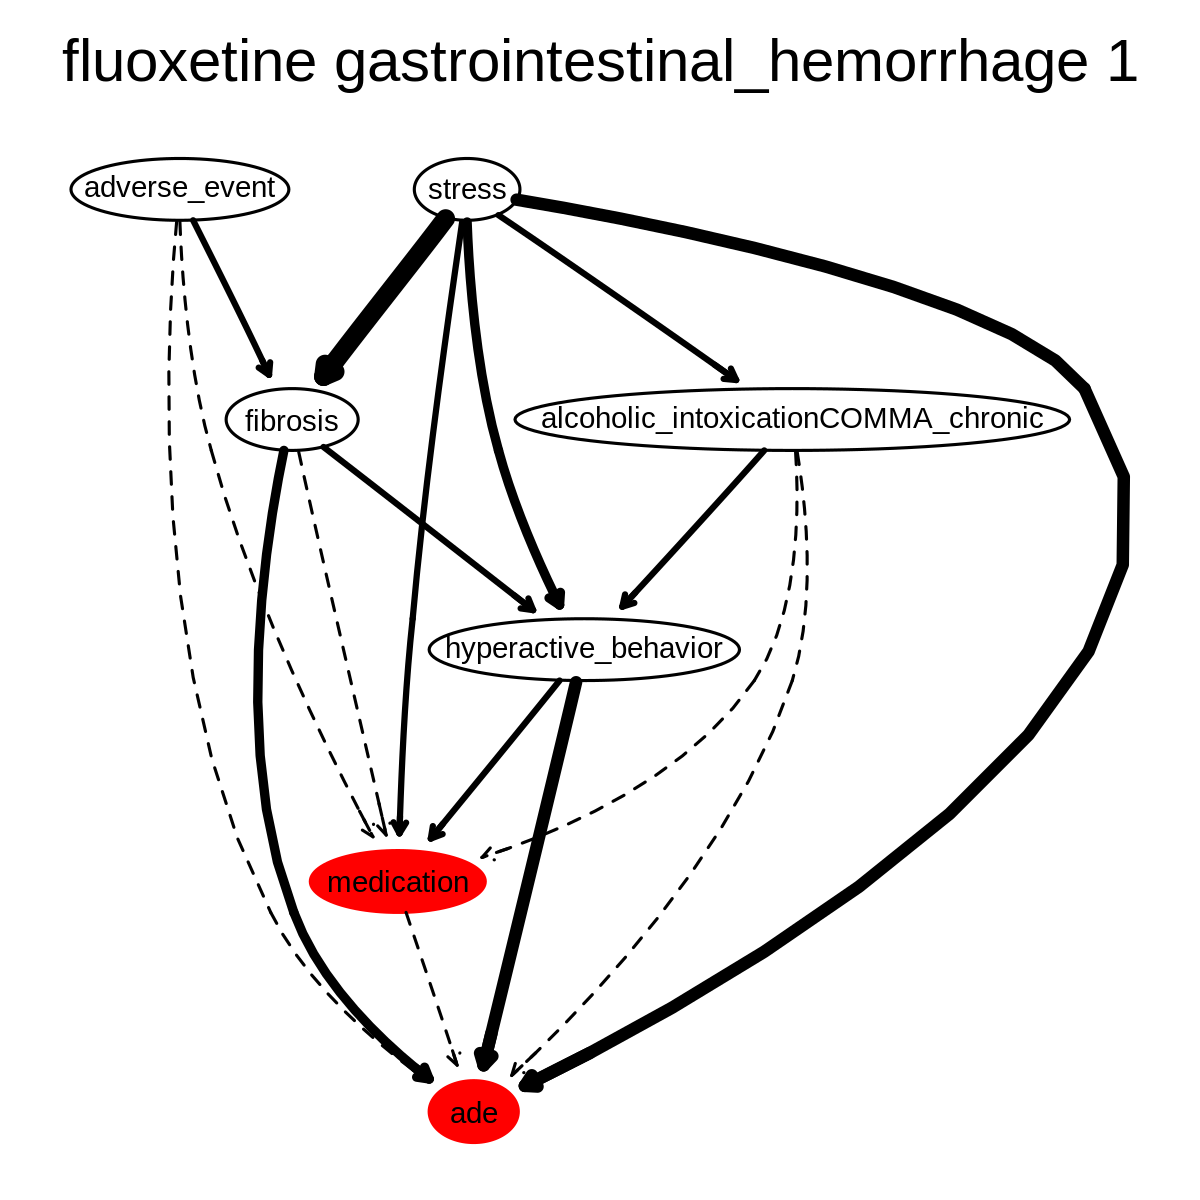 fluoxetine gastrointestinal_hemorrhage 1
adverse_event
stress
fibrosis
alcoholic_intoxicationCOMMA_chronic
hyperactive_behavior
medication
ade